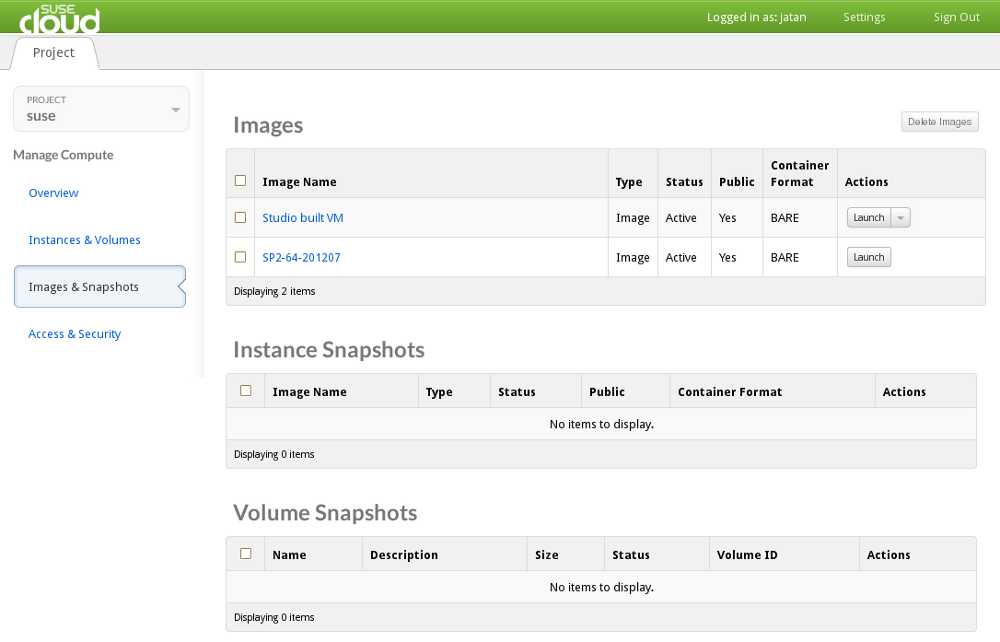 SUSE
cloud
Logged in as: jatan Settings Sign Out
Project
PROJECT
suse
Manage Compute
Overview
Instances & Volumes
Images & Snapshots
Access & Security
Images
Delete Images
Image Name Type Status Public Container Format Actions
Studio built VM Image Active Yes BARE Launch
SP2-64-201207 Image Active Yes BARE Launch
Displaying 2 items
Instance Snapshots
Image Name Type Status Public Container Format Actions
No items to display.
Displaying 0 items
Volume Snapshots
Name Description Size Status Volume ID Actions
No items to display.
Displaying 0 items